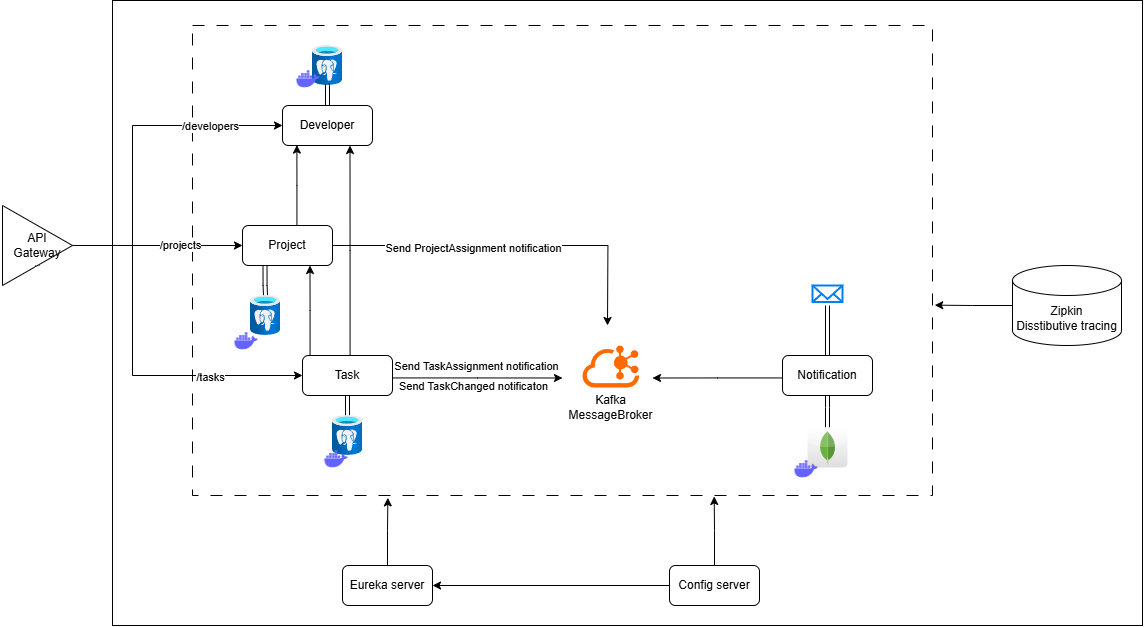 /developers
Developer
API
Gateway
/projects
Project
Send ProjectAssignment notification
Zipkin
Disstibutive tracing
/tasks
Task
Send TaskAssignment notification
Send TaskChanged notificaton
Kafka
MessageBroker
Notification
Eureka server
Config server